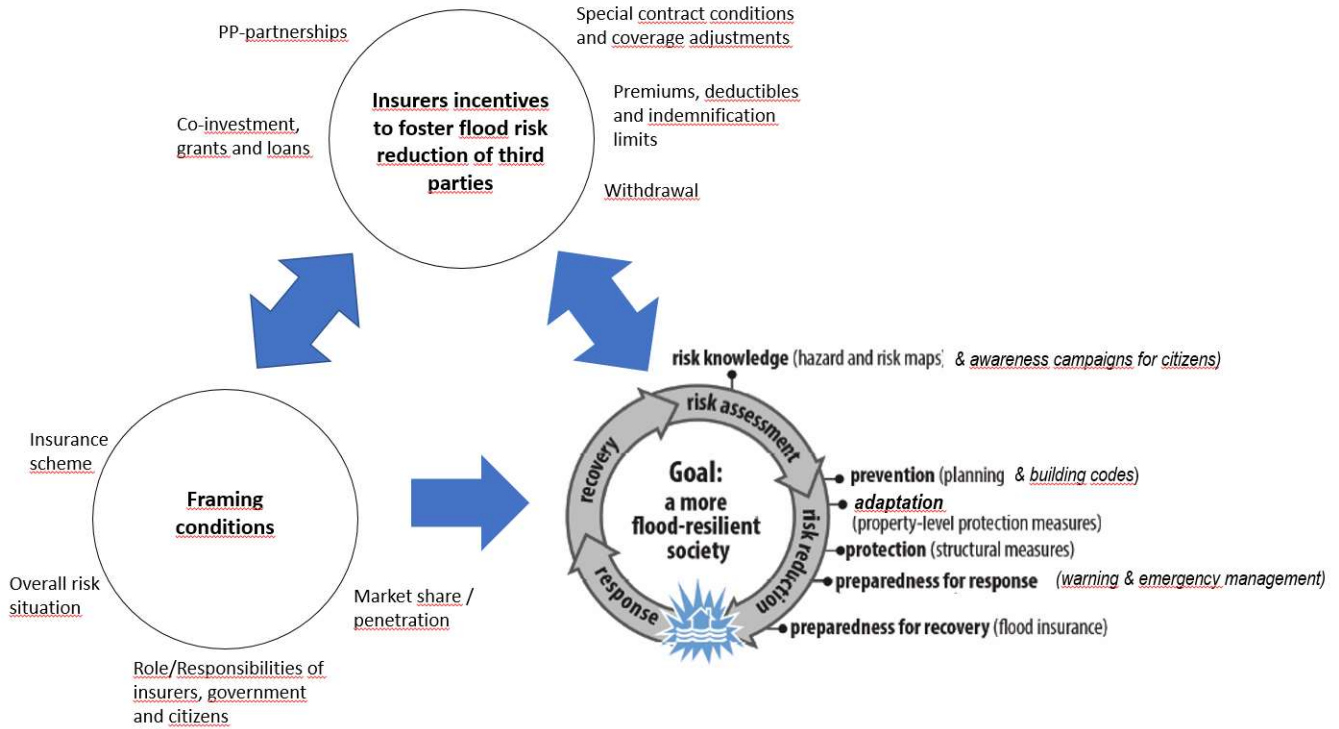 PP-partnerships
Special contract conditions
and coverage adjustments
Insurers incentives
to foster flood risk
reduction of third
parties
Premiums, deductibles
and indemnification
limits
Co-investment,
grants and loans
Withdrawal
Insurance
scheme
Framing
conditions
Overall risk
situation
Market share /
penetration
Role/Responsibilities of
insurers, government
and citizens
risk knowledge (hazard and risk maps) & awareness campaigns for citizens)
risk assessment
recovery
Goal:
a more
flood-resilient
society
risk reduction
response
prevention (planning & building codes)
adaptation
(property-level protection measures)
protection (structural measures)
preparedness for response (warning & emergency management)
preparedness for recovery (flood insurance)